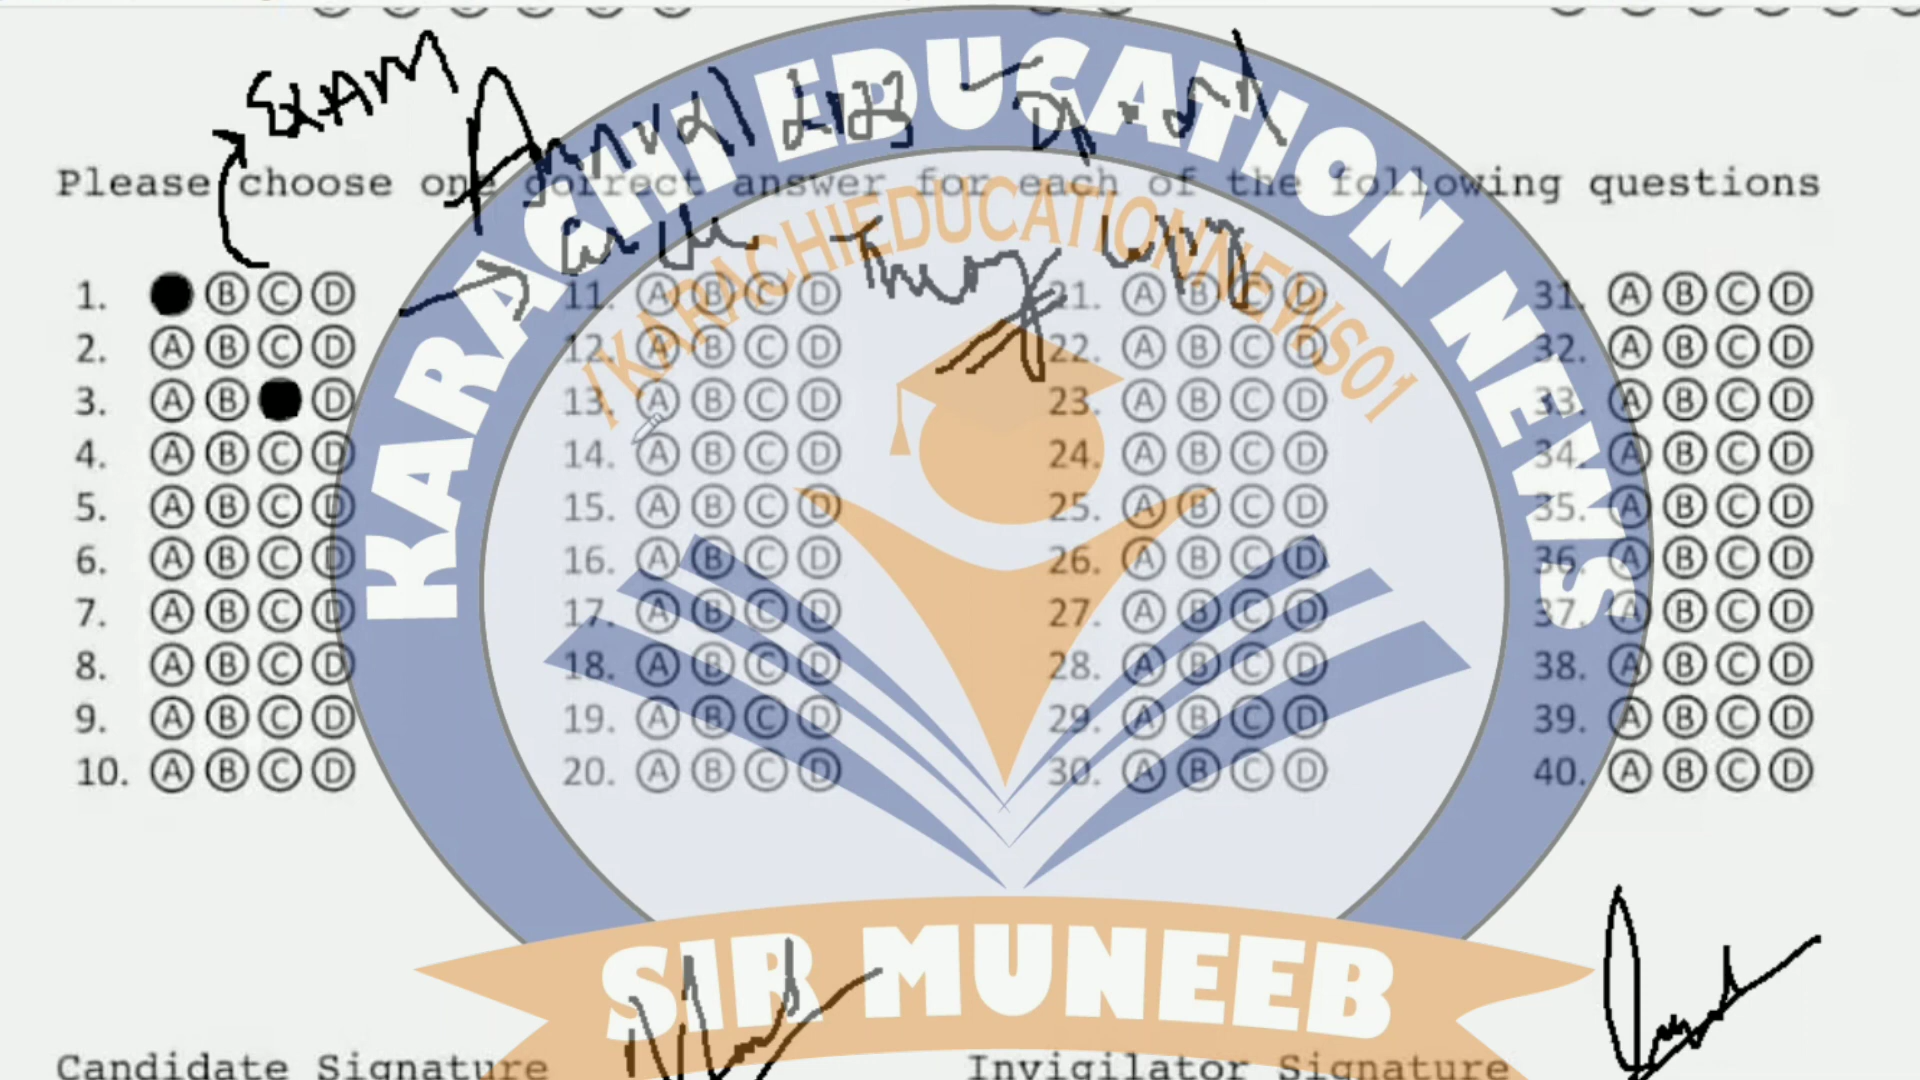 KARACHI EDUCATION NEWS
/KARACHIEDUCATIONNEWS01
EXAM
Annual
Please choose one correct answer for each of the following questions
1. B C D 11. A B C D 21. A B C D 31. A B C D
2. A B C D 12. A B C D 22. A B C D 32. A B C D
3. A B D 13. A B C D 23. A B C D 33. A B C D
4. A B C D 14. A B C D 24. A B C D 34. A B C D
5. A B C D 15. A B C D 25. A B C D 35. A B C D
6. A B C D 16. A B C D 26. A B C D 36. A B C D
7. A B C D 17. A B C D 27. A B C D 37. A B C D
8. A B C D 18. A B C D 28. A B C D 38. A B C D
9. A B C D 19. A B C D 29. A B C D 39. A B C D
10. A B C D 20. A B C D 30. A B C D 40. A B C D
SIR MUNEEB
Candidate Signature Invigilator Signature